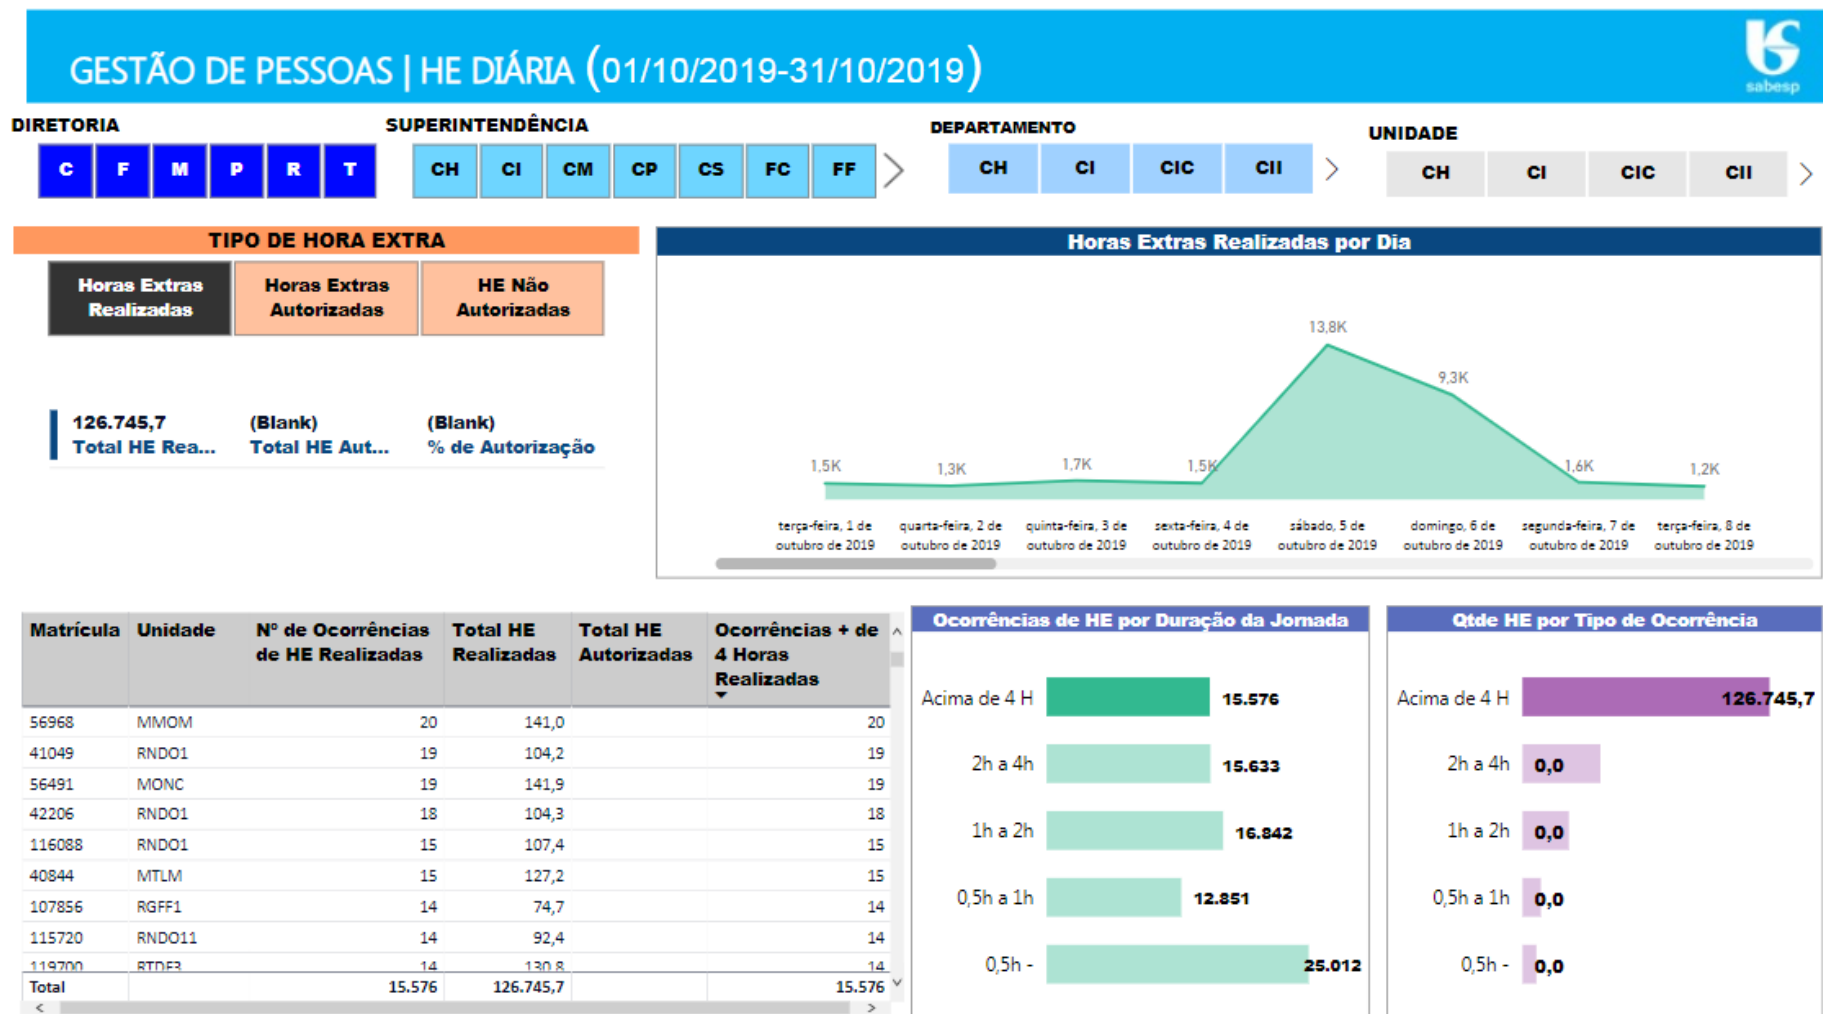 GESTÃO DE PESSOAS | HE DIÁRIA (01/10/2019-31/10/2019)
sabesp
DIRETORIA
C F M P R T
SUPERINTENDÊNCIA
CH CI CM CP CS FC FF
DEPARTAMENTO
CH CI CIC CII
UNIDADE
CH CI CIC CII
TIPO DE HORA EXTRA
Horas Extras
Realizadas
Horas Extras
Autorizadas
HE Não
Autorizadas
126.745,7 (Blank) (Blank)
Total HE Rea... Total HE Aut... % de Autorização
Horas Extras Realizadas por Dia
13,8K
9,3K
1,5K 1,3K 1,7K 1,5K 1,6K 1,2K
terça-feira, 1 de quarta-feira, 2 de quinta-feira, 3 de sexta-feira, 4 de sábado, 5 de domingo, 6 de segunda-feira, 7 de terça-feira, 8 de
outubro de 2019 outubro de 2019 outubro de 2019 outubro de 2019 outubro de 2019 outubro de 2019 outubro de 2019 outubro de 2019
Matrícula Unidade Nº de Ocorrências Total HE Total HE Ocorrências + de
de HE Realizadas Realizadas Autorizadas 4 Horas
Realizadas
56968 MMOM 20 141,0 20
41049 RNDO1 19 104,2 19
56491 MONC 19 141,9 19
42206 RNDO1 18 104,3 18
116088 RNDO1 15 107,4 15
40844 MTLM 15 127,2 15
107856 RGFF1 14 74,7 14
115720 RNDO11 14 92,4 14
119700 RTDF3 14 130,8 14
Total 15.576 126.745,7 15.576
Ocorrências de HE por Duração da Jornada
Acima de 4 H 15.576
2h a 4h 15.633
1h a 2h 16.842
0,5h a 1h 12.851
0,5h - 25.012
Qtde HE por Tipo de Ocorrência
Acima de 4 H 126.745,7
2h a 4h 0,0
1h a 2h 0,0
0,5h a 1h 0,0
0,5h - 0,0